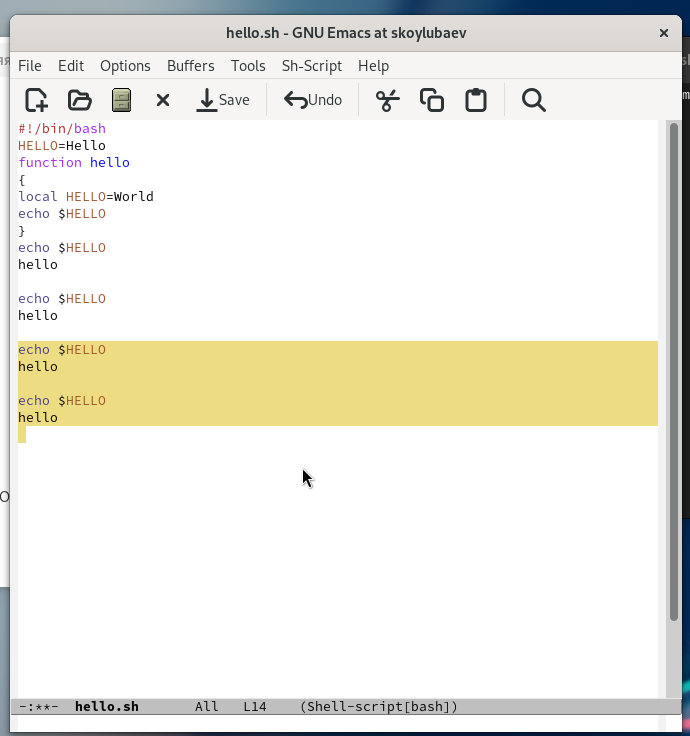 hello.sh - GNU Emacs at skoylubaev
File Edit Options Buffers Tools Sh-Script Help
Save Undo
#!/bin/bash
HELLO=Hello
function hello
{
local HELLO=World
echo $HELLO
}
echo $HELLO
hello
echo $HELLO
hello
echo $HELLO
hello
echo $HELLO
hello
-:**- hello.sh All L14 (Shell-script[bash])